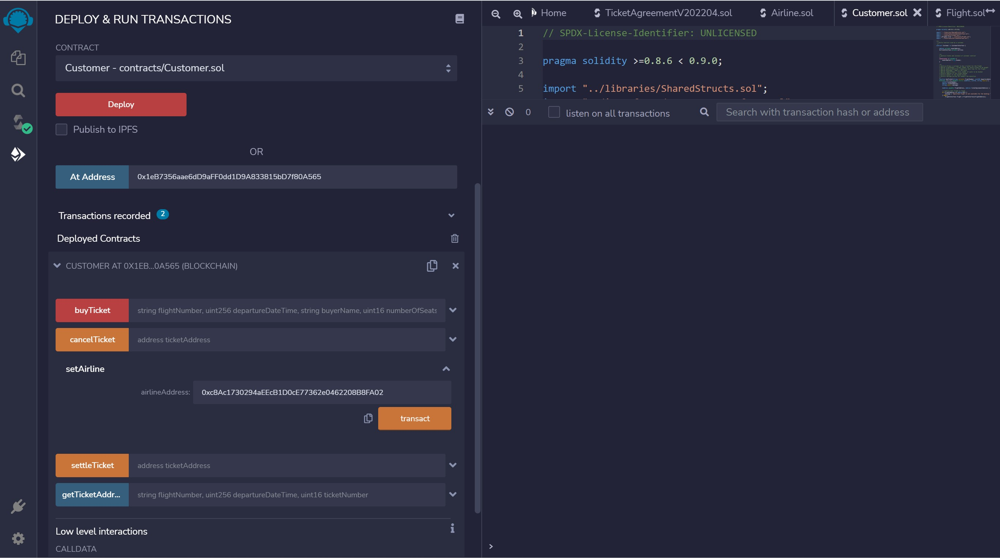 DEPLOY & RUN TRANSACTIONS
CONTRACT
Customer - contracts/Customer.sol
Deploy
Publish to IPFS
OR
At Address 0x1eB7356aae6dD9aFF0dd1D9A833815bD7f80A565
Transactions recorded 2
Deployed Contracts
CUSTOMER AT 0X1EB...0A565 (BLOCKCHAIN)
buyTicket string flightNumber, uint256 departureDateTime, string buyerName, uint16 numberOfSeats
cancelTicket address ticketAddress
setAirline
airlineAddress: 0xc8Ac1730294aEEcB1D0cE77362e0462208B8FA02
transact
settleTicket address ticketAddress
getTicketAddr... string flightNumber, uint256 departureDateTime, uint16 ticketNumber
Low level interactions
CALLDATA
Home TicketAgreementV202204.sol Airline.sol Customer.sol Flight.sol
1 // SPDX-License-Identifier: UNLICENSED
2
3 pragma solidity >=0.8.6 < 0.9.0;
4
5 import "../libraries/SharedStructs.sol";
0 listen on all transactions Search with transaction hash or address
>